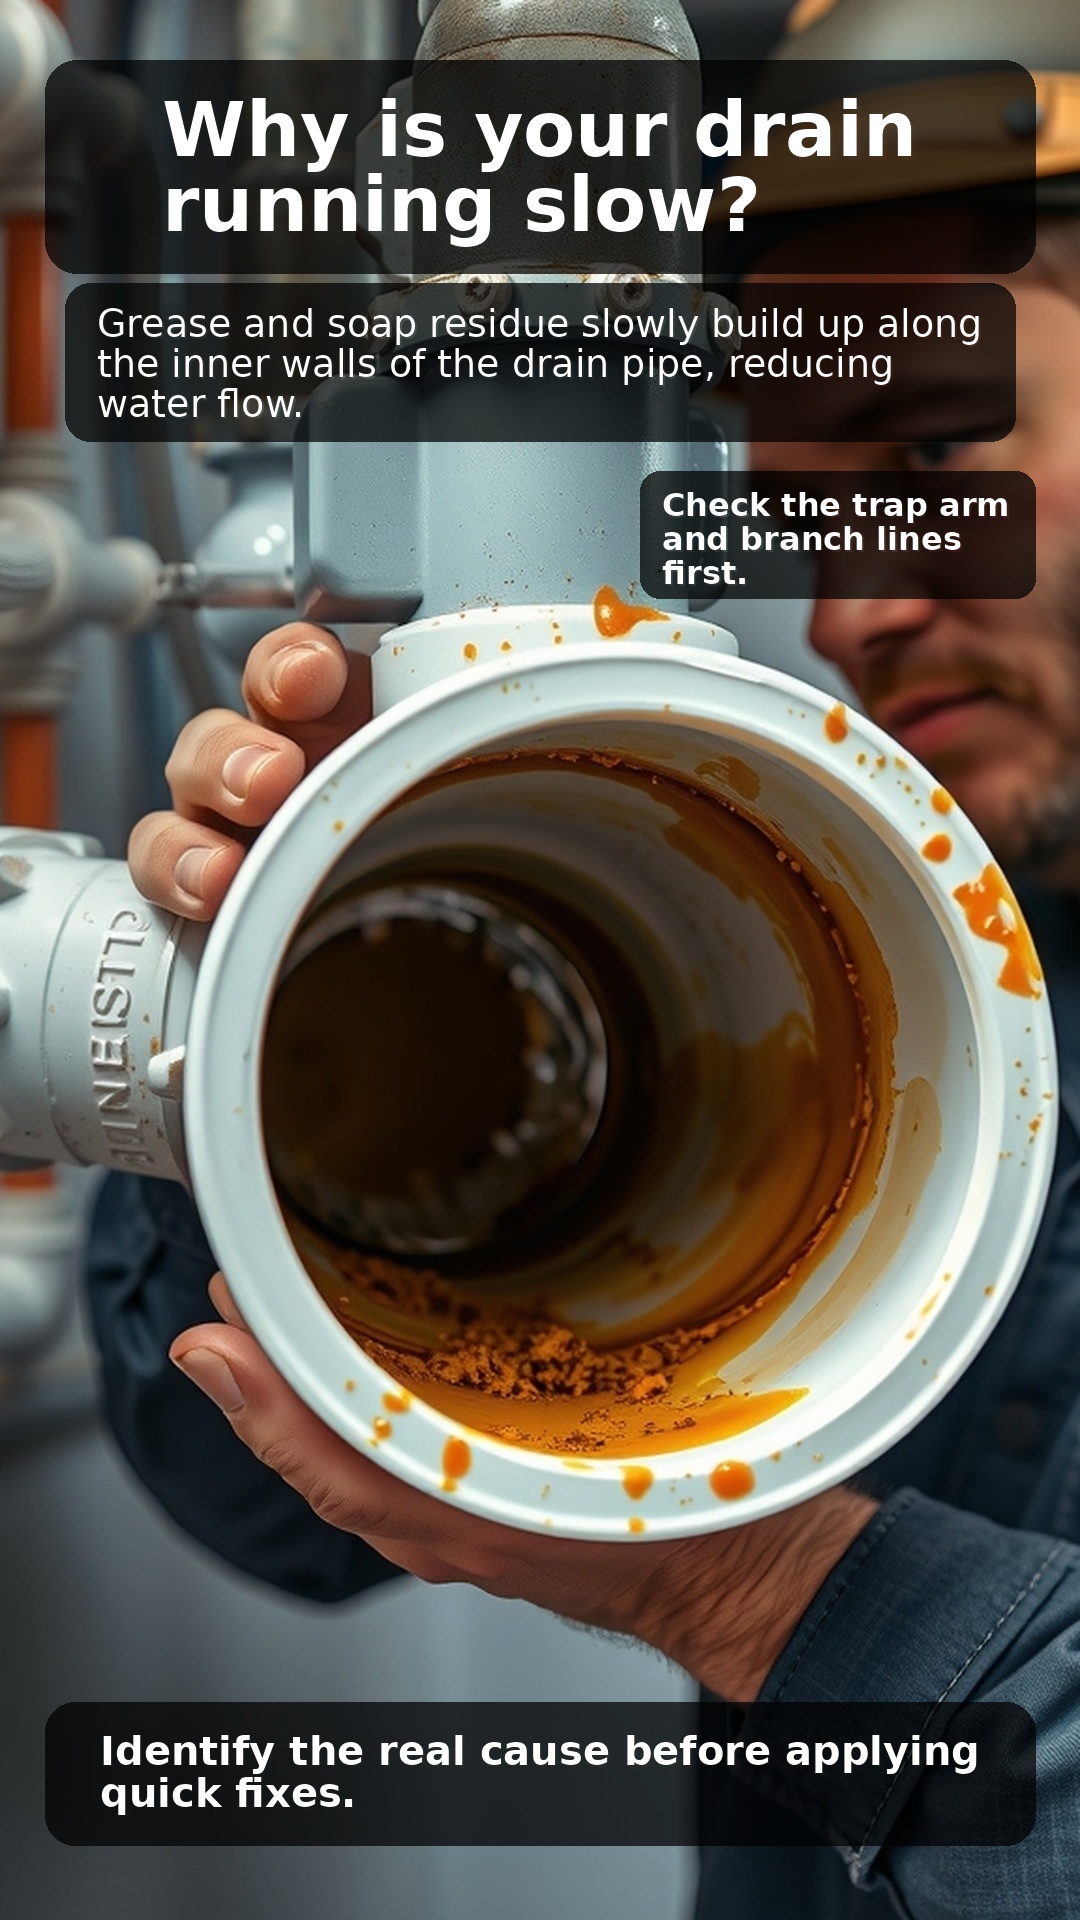 Why is your drain
running slow?
Grease and soap residue slowly build up along
the inner walls of the drain pipe, reducing
water flow.
Check the trap arm
and branch lines
first.
Identify the real cause before applying
quick fixes.